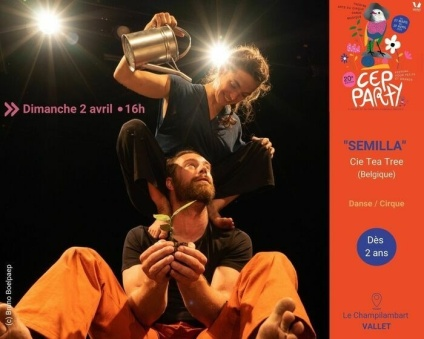 Dimanche 2 avril • 16h
CEP
PARTY
"SEMILLA"
Cie Tea Tree
(Belgique)
Danse / Cirque
Dès
2 ans
Le Champilambart
VALLET
(c) Bruno Boelpaep